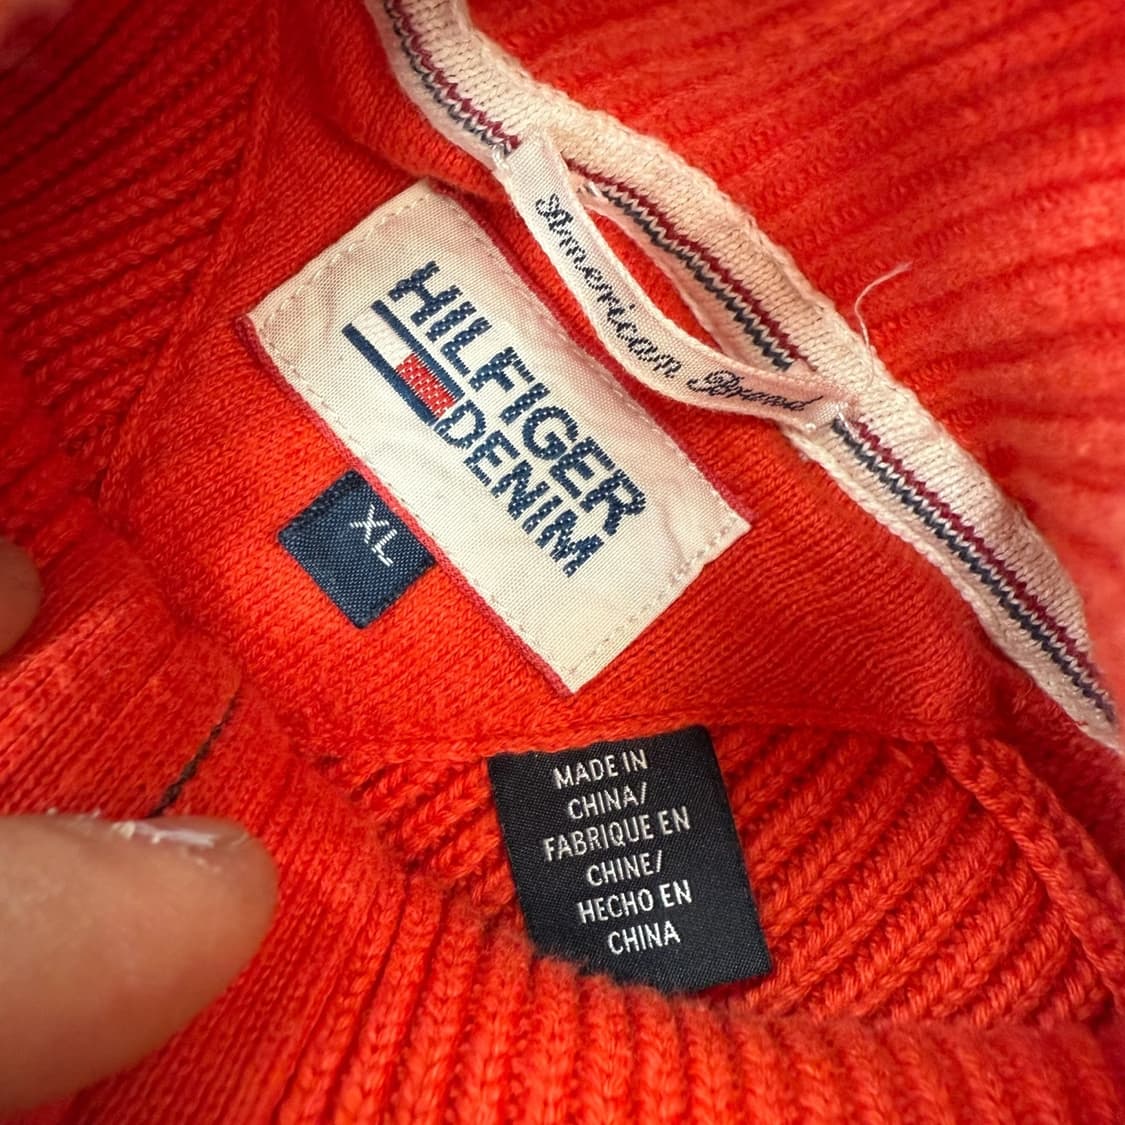 American Brand
HILFIGER
DENIM
XL
MADE IN
CHINA/
FABRIQUE EN
CHINE/
HECHO EN
CHINA